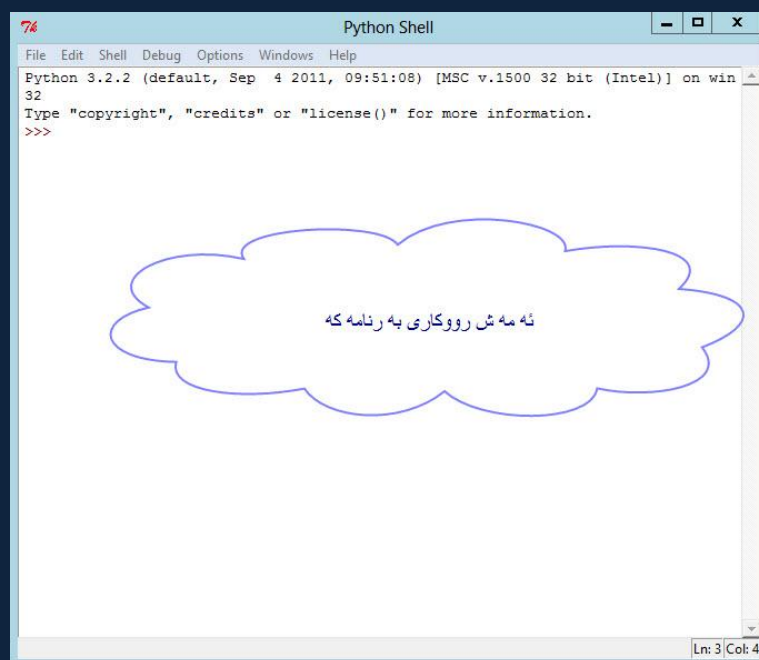 Python Shell
File Edit Shell Debug Options Windows Help
Python 3.2.2 (default, Sep  4 2011, 09:51:08) [MSC v.1500 32 bit (Intel)] on win
32
Type "copyright", "credits" or "license()" for more information.
>>>
ئه مه ش رووکاری به رنامه که
Ln: 3 Col: 4